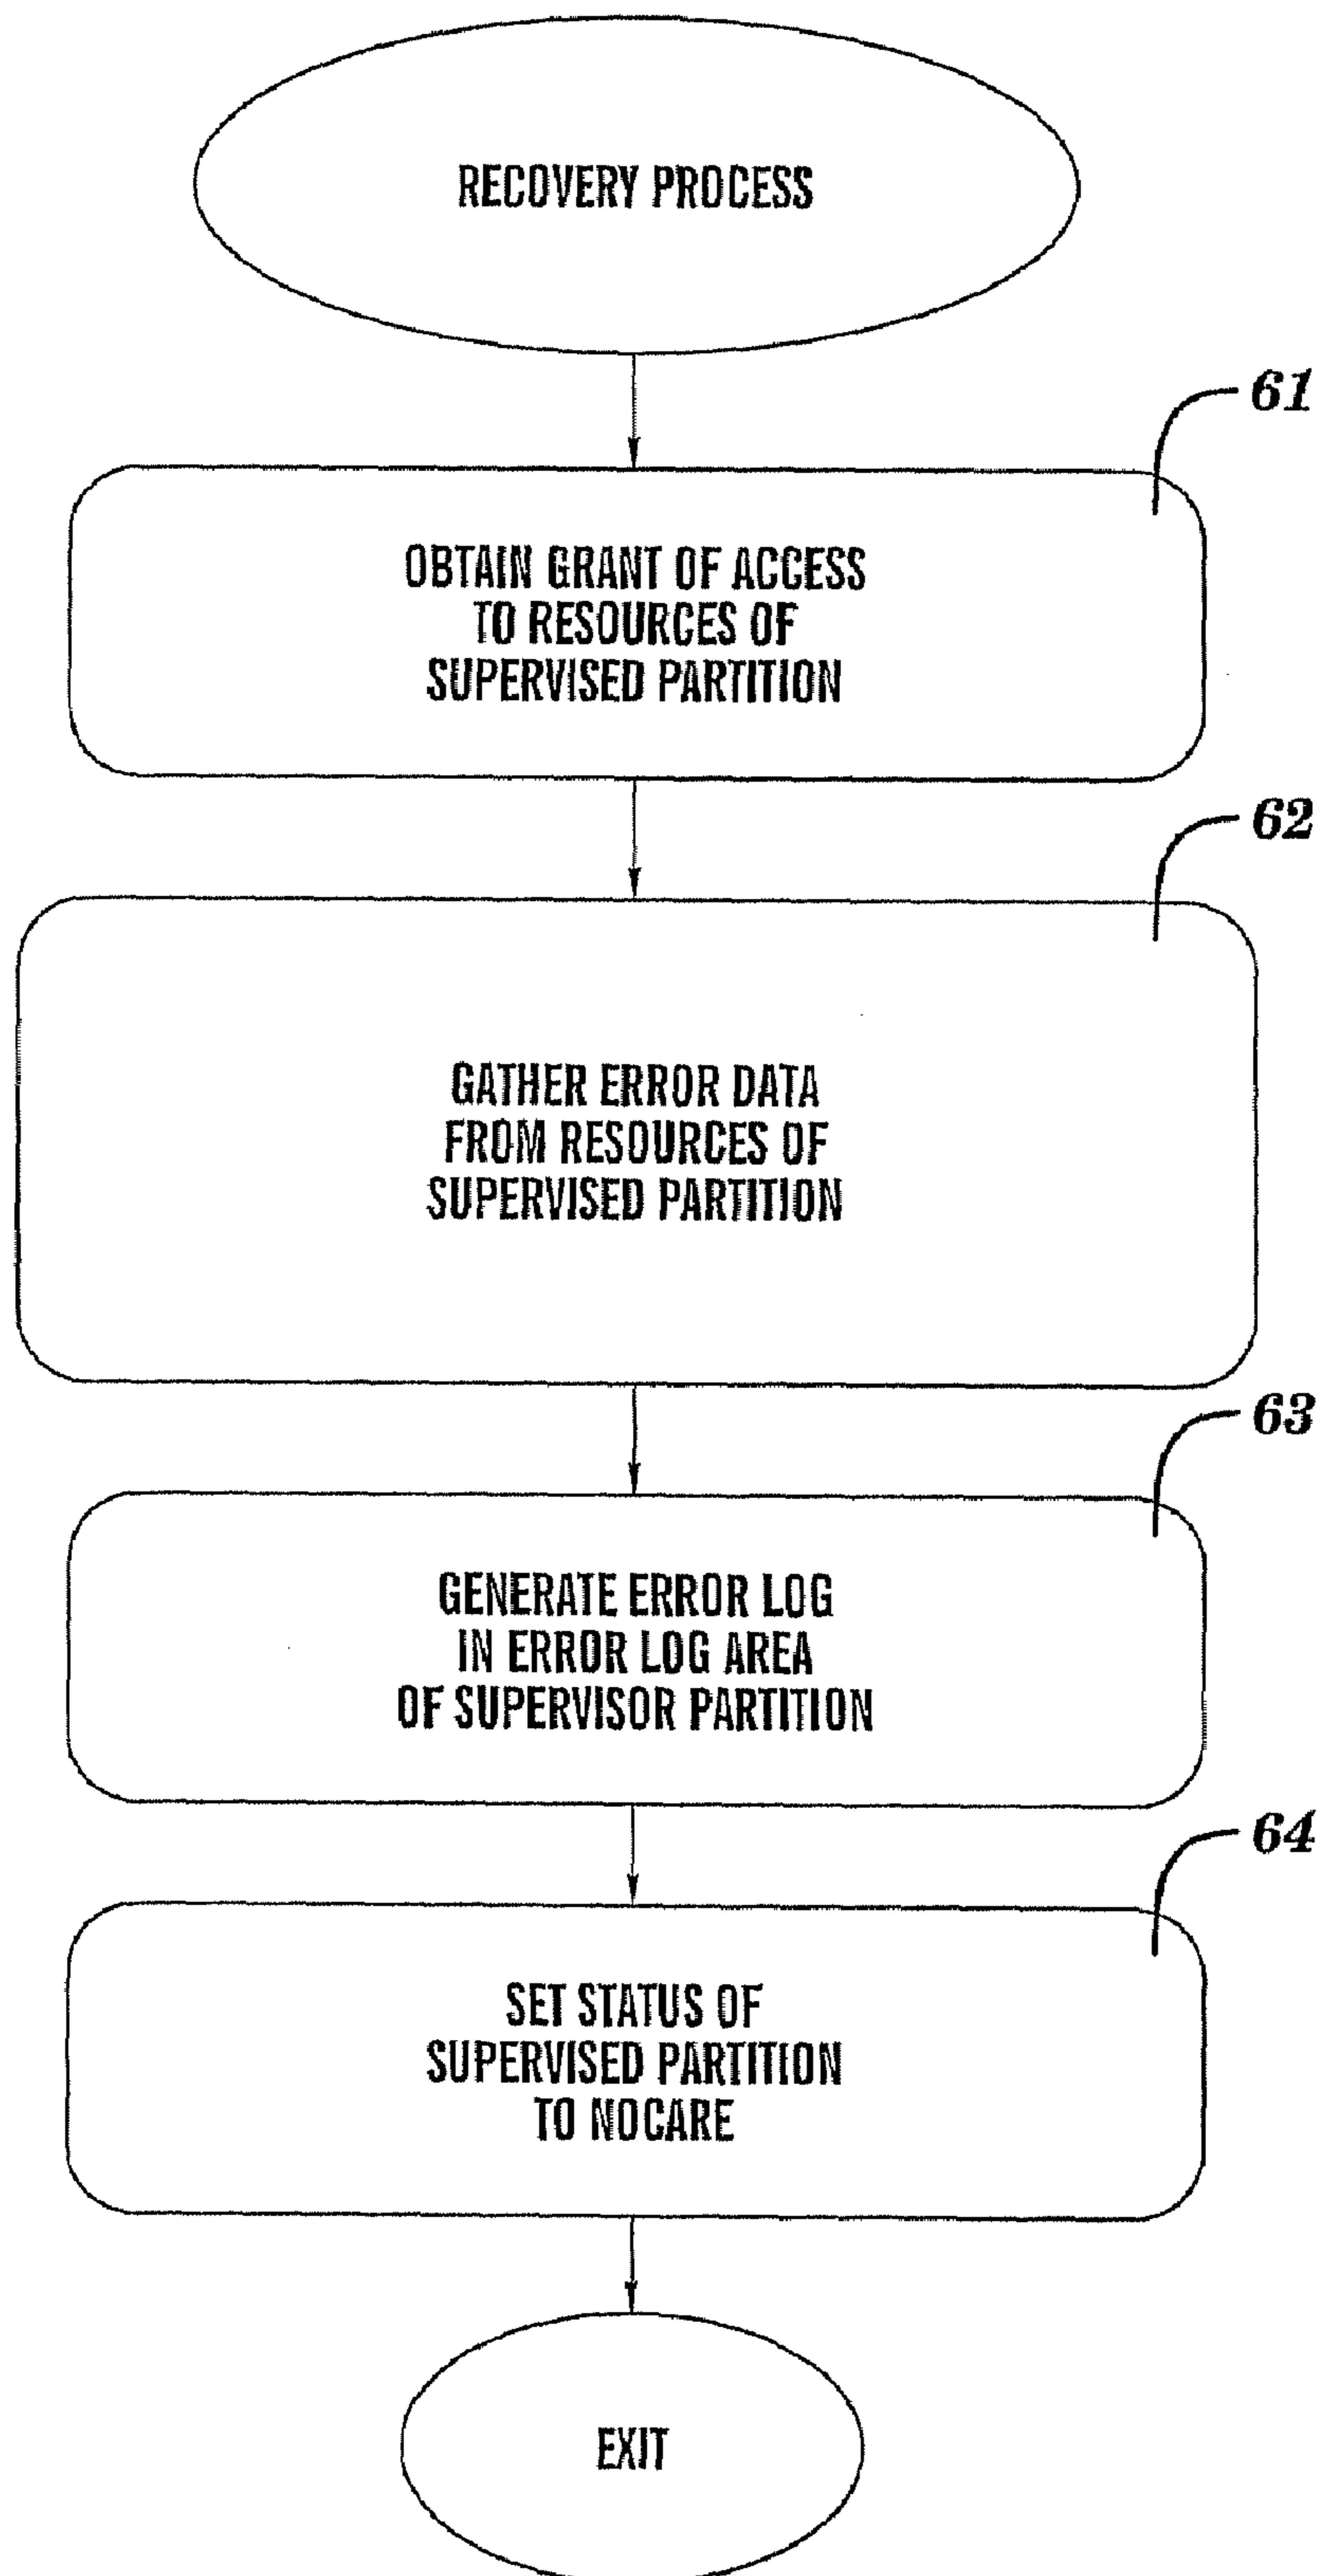 RECOVERY PROCESS
61
OBTAIN GRANT OF ACCESS
TO RESOURCES OF
SUPERVISED PARTITION
62
GATHER ERROR DATA
FROM RESOURCES OF
SUPERVISED PARTITION
63
GENERATE ERROR LOG
IN ERROR LOG AREA
OF SUPERVISOR PARTITION
64
SET STATUS OF
SUPERVISED PARTITION
TO NOCARE
EXIT